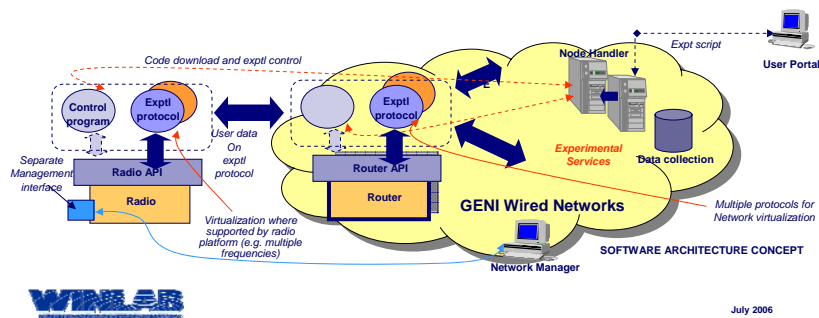 Code download and exptl control
Node Handler
Expt script
User Portal
Control
program
Exptl
protocol
Exptl
protocol
User data
On
exptl
protocol
Experimental
Services
Data collection
Separate
Management
interface
Radio API
Radio
Router API
Router
GENI Wired Networks
Multiple protocols for
Network virtualization
Virtualization where
supported by radio
platform (e.g. multiple
frequencies)
Network Manager
SOFTWARE ARCHITECTURE CONCEPT
WINLAB
July 2006